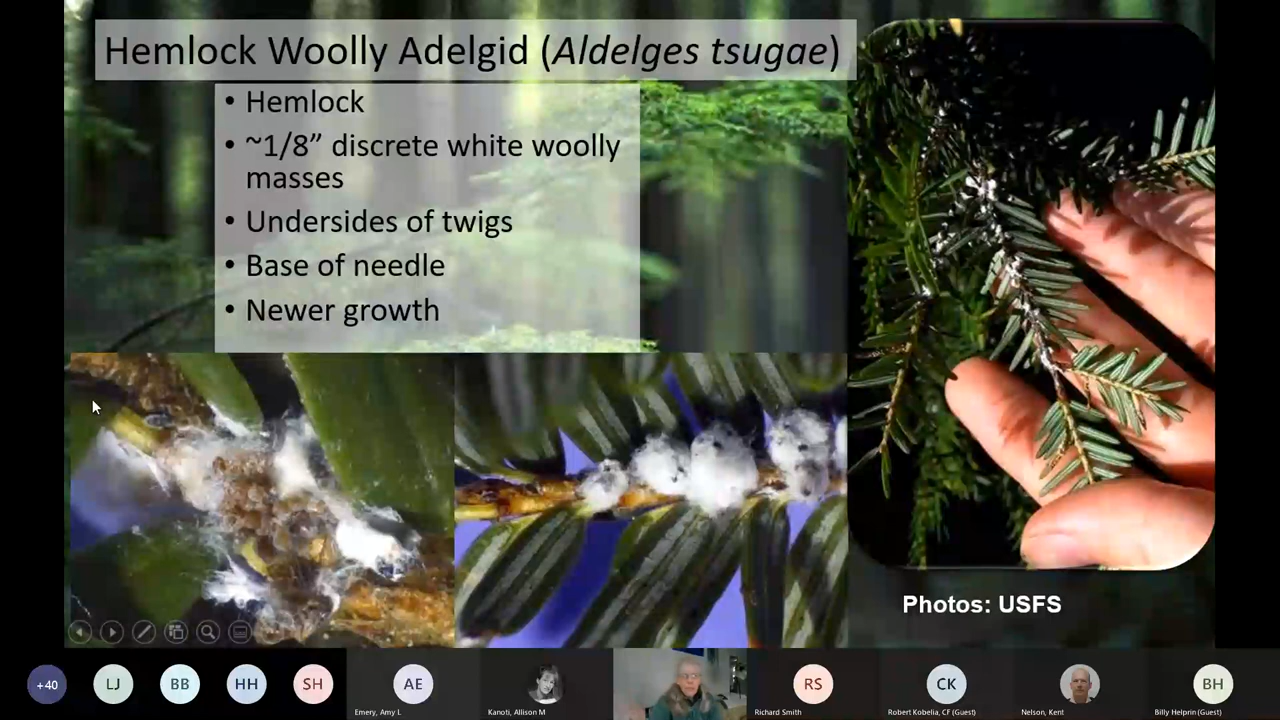 Hemlock Woolly Adelgid (Aldelges tsugae)
• Hemlock
• ~1/8” discrete white woolly
masses
• Undersides of twigs
• Base of needle
• Newer growth
Photos: USFS
+40
LJ
BB
HH
SH
AE
RS
CK
BH
Emery, Amy L
Kanoti, Allison M
Richard Smith
Robert Kobelia, CF (Guest)
Nelson, Kent
Billy Helprin (Guest)